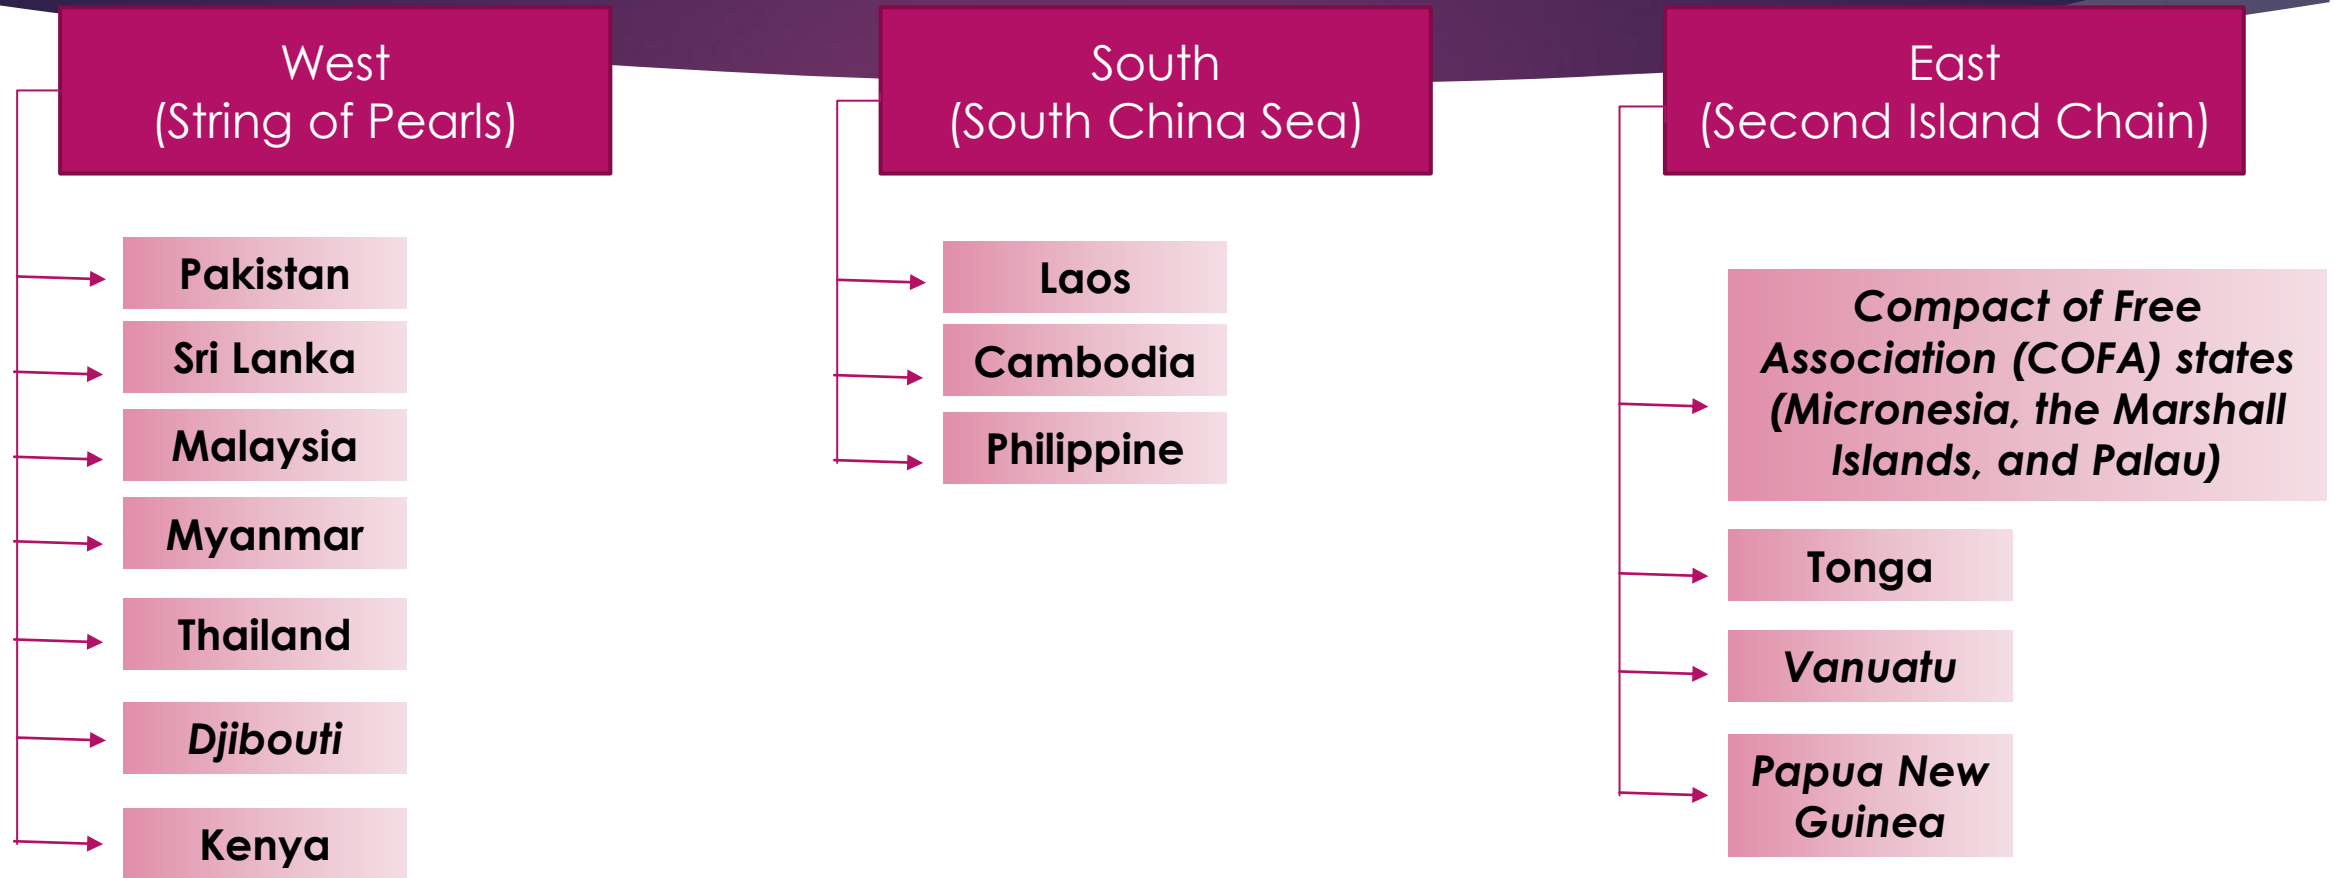 West
(String of Pearls)
Pakistan
Sri Lanka
Malaysia
Myanmar
Thailand
Djibouti
Kenya
South
(South China Sea)
Laos
Cambodia
Philippine
East
(Second Island Chain)
Compact of Free
Association (COFA) states
(Micronesia, the Marshall
Islands, and Palau)
Tonga
Vanuatu
Papua New
Guinea